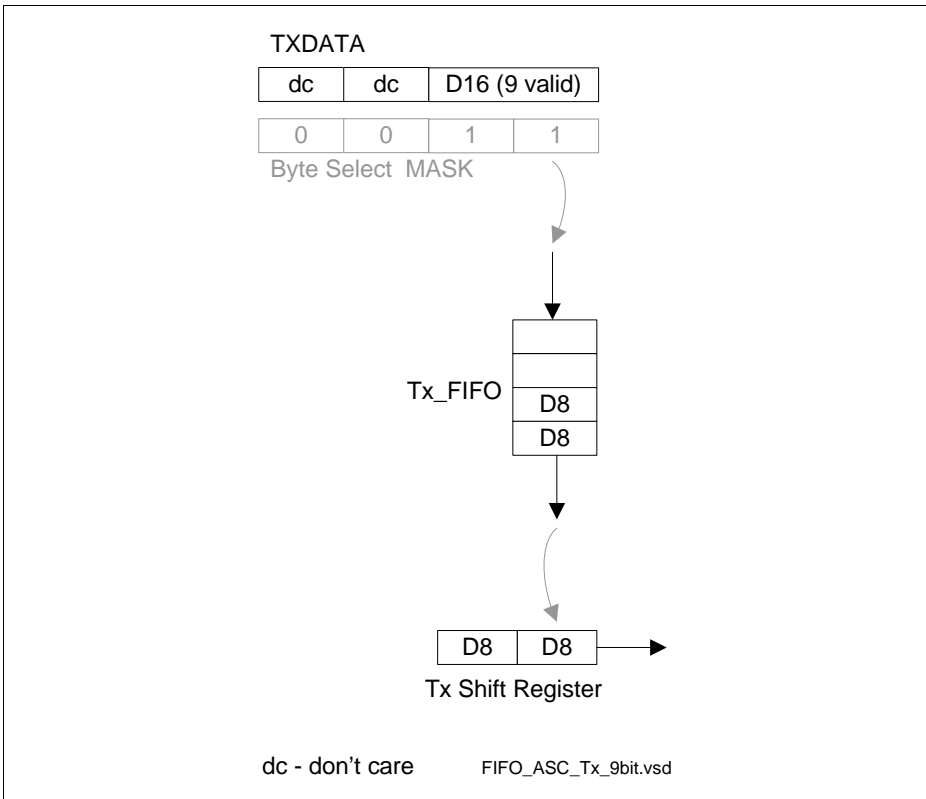 TXDATA
dc dc D16 (9 valid)
0 0 1 1
Byte Select MASK
Tx_FIFO
D8
D8
D8 D8
Tx Shift Register
dc - don't care FIFO_ASC_Tx_9bit.vsd